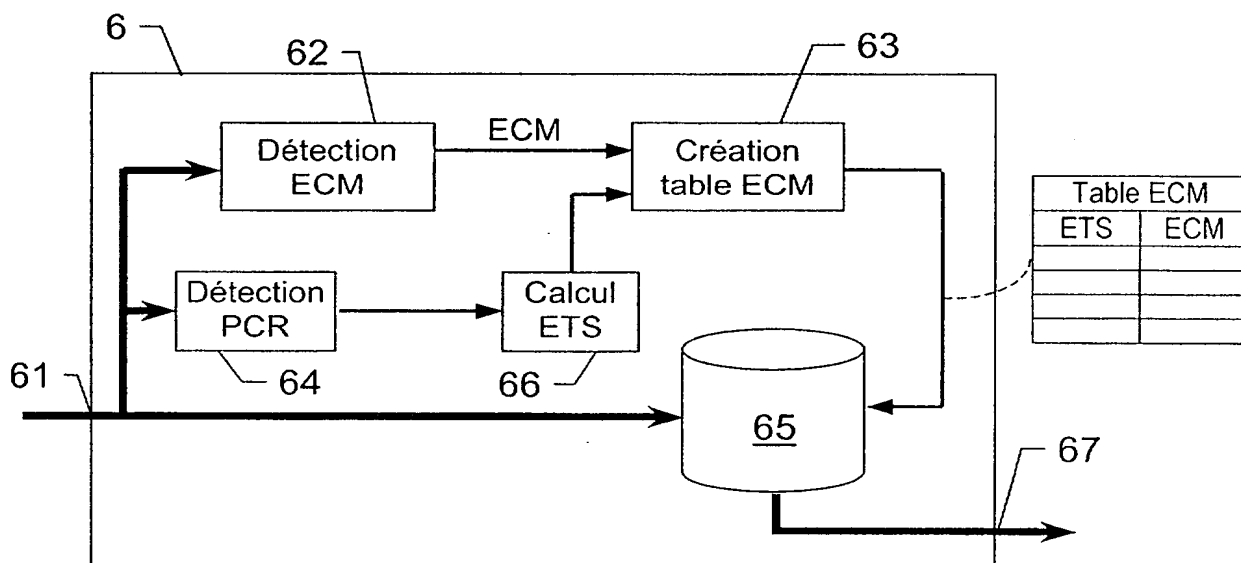 6
62
63
Détection
ECM
ECM
Création
table ECM
Table ECM
ETS ECM
Détection
PCR
Calcul
ETS
61
64
66
65
67